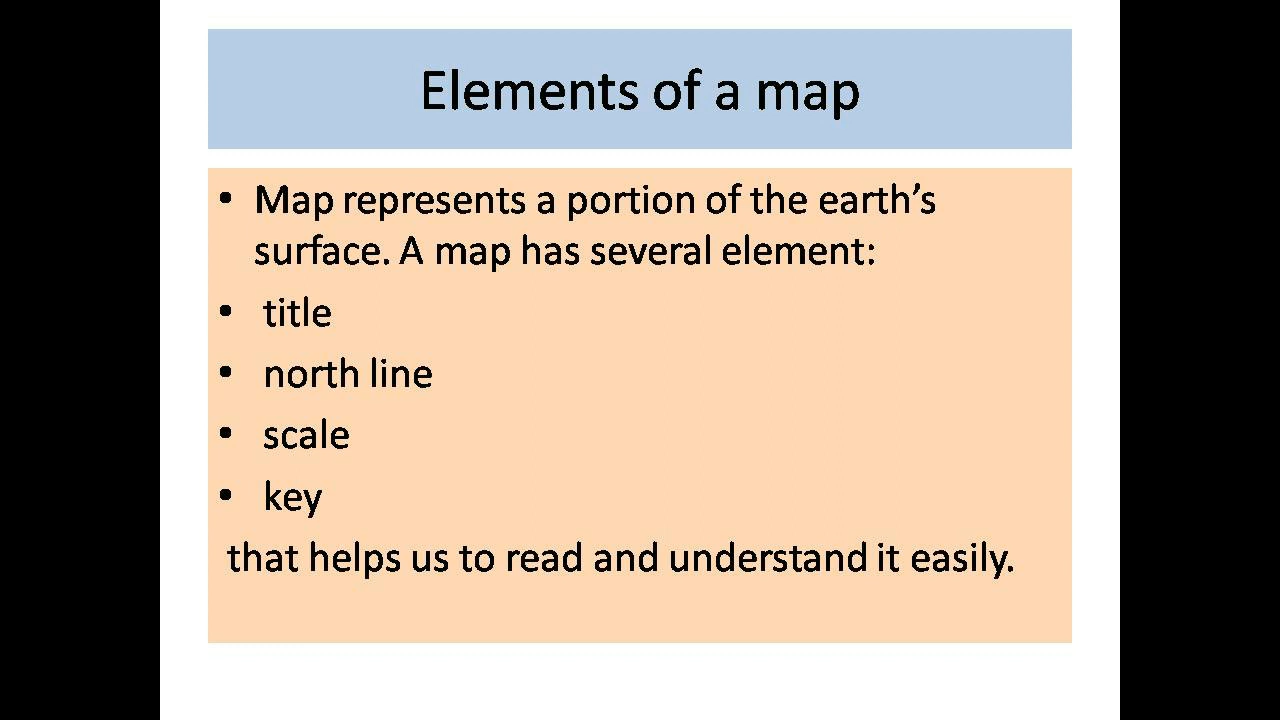 Elements of a map
• Map represents a portion of the earth’s
surface. A map has several element:
• title
• north line
• scale
• key
that helps us to read and understand it easily.